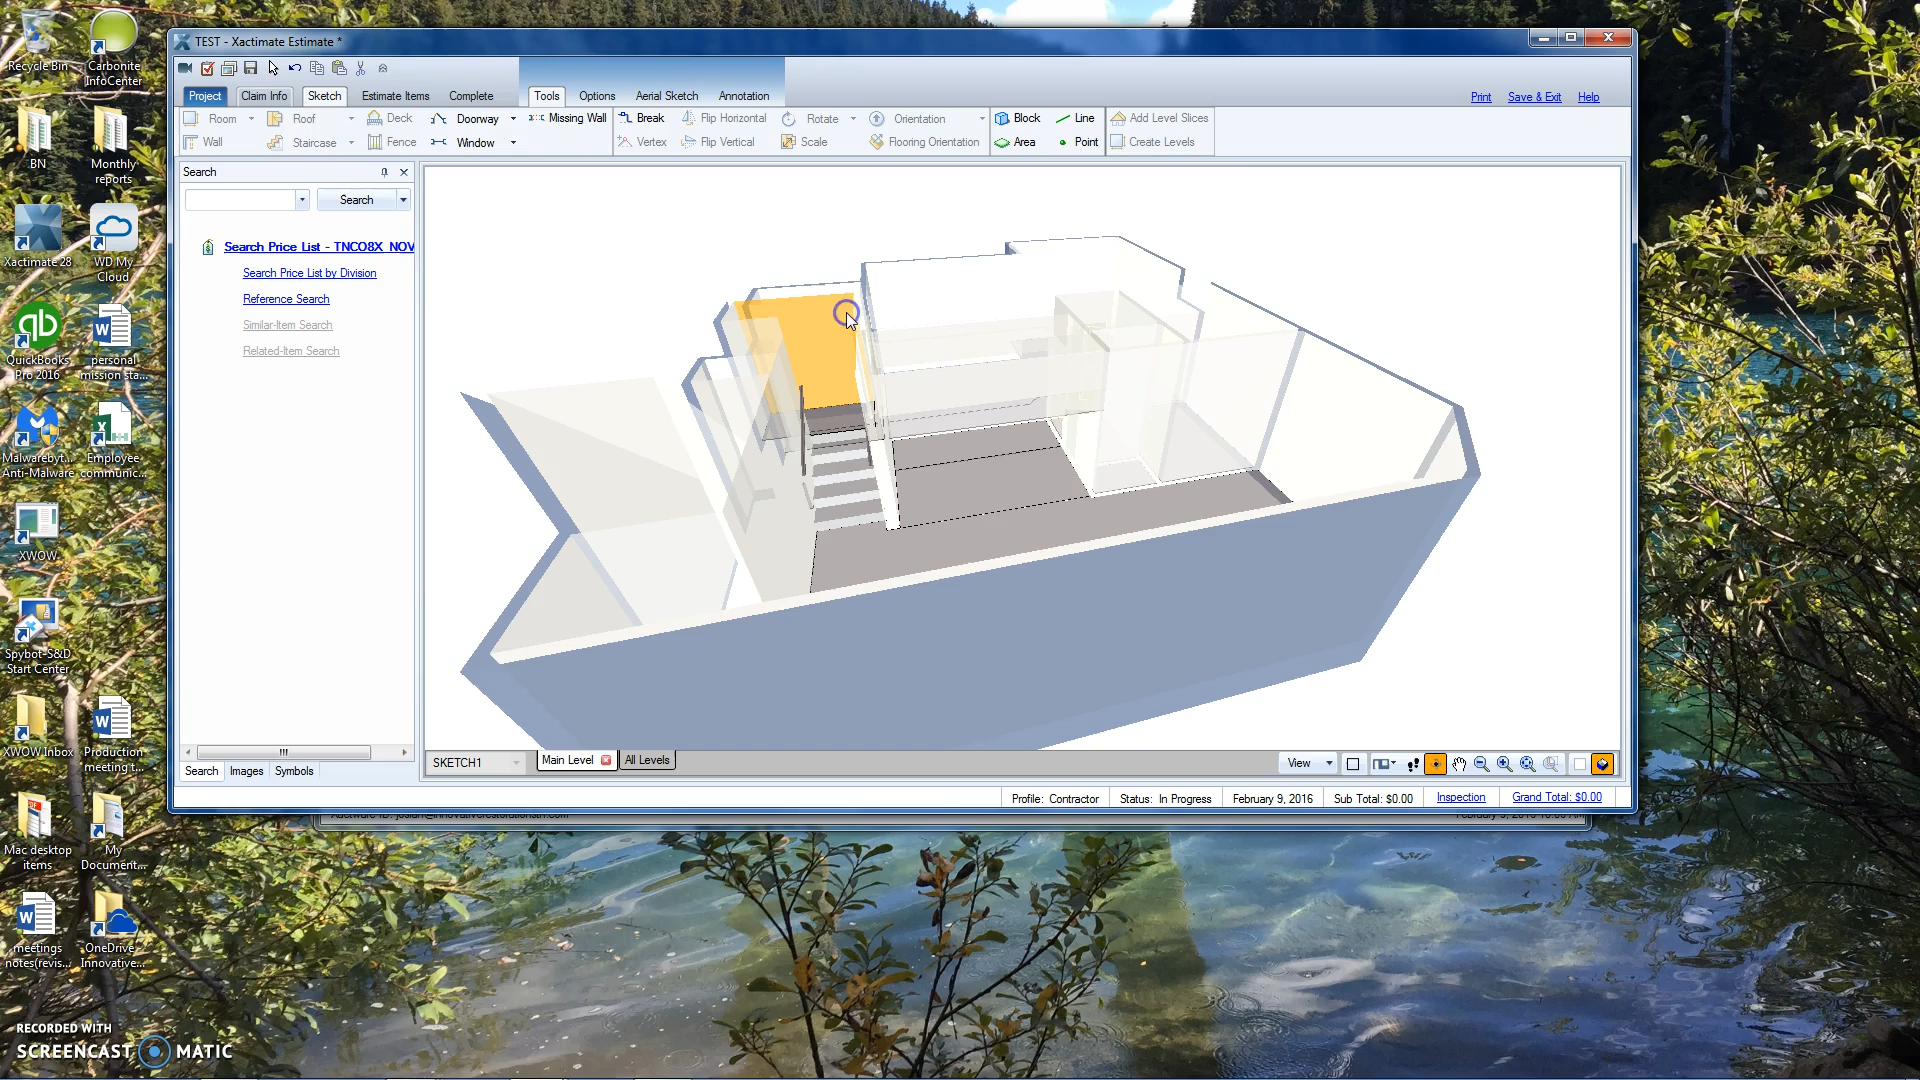 Recycle Bin
Carbonite
InfoCenter
BN
Monthly
reports
Xactimate 28
WD My
Cloud
QuickBooks
Pro 2016
personal
mission sta...
Malwarebyt...
Anti-Malware
Employee
communic...
XWOW
Spybot-S&D
Start Center
XWOW Inbox
Production
meeting t...
Mac desktop
items
My
Document...
meetings
notes(revis...
OneDrive -
Innovative...
RECORDED WITH
SCREENCAST MATIC
TEST - Xactimate Estimate *
Project
Claim Info
Sketch
Estimate Items
Complete
Tools
Options
Aerial Sketch
Annotation
Print
Save & Exit
Help
Room
Roof
Deck
Doorway
Missing Wall
Break
Flip Horizontal
Rotate
Orientation
Block
Line
Add Level Slices
Wall
Staircase
Fence
Window
Vertex
Flip Vertical
Scale
Flooring Orientation
Area
Point
Create Levels
Search
Search
Search Price List - TNCO8X_NOV
Search Price List by Division
Reference Search
Similar-Item Search
Related-Item Search
Search
Images
Symbols
SKETCH1
Main Level
All Levels
View
Profile: Contractor
Status: In Progress
February 9, 2016
Sub Total: $0.00
Inspection
Grand Total: $0.00